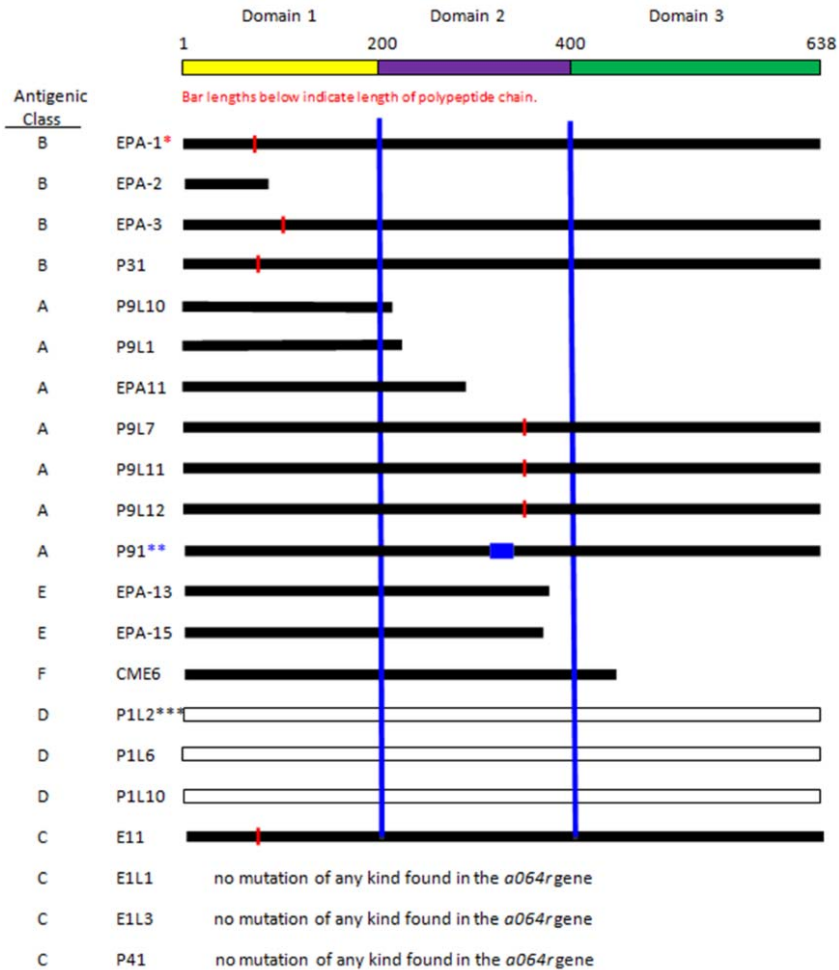 Domain 1 Domain 2 Domain 3
1 200 400 638
Antigenic
Class
Bar lengths below indicate length of polypeptide chain.
B EPA-1*
B EPA-2
B EPA-3
B P31
A P9L10
A P9L1
A EPA11
A P9L7
A P9L11
A P9L12
A P91**
E EPA-13
E EPA-15
F CME6
D P1L2***
D P1L6
D P1L10
C E11
C E1L1 no mutation of any kind found in the a064r gene
C E1L3 no mutation of any kind found in the a064r gene
C P41 no mutation of any kind found in the a064r gene